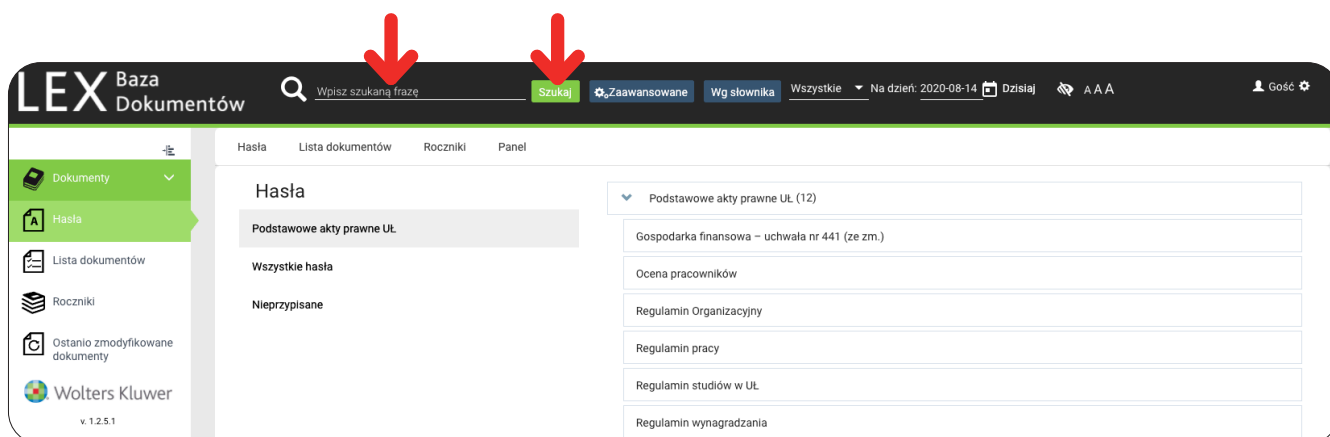 LEX Baza Dokumentów
Wpisz szukaną frazę
Szukaj
Zaawansowane
Wg słownika
Wszystkie
Na dzień: 2020-08-14
Dzisiaj
A A A
Gość
Hasła Lista dokumentów Roczniki Panel
Dokumenty
Hasła
Lista dokumentów
Roczniki
Ostanio zmodyfikowane
dokumenty
Wolters Kluwer
v. 1.2.5.1
Hasła
Podstawowe akty prawne UŁ
Wszystkie hasła
Nieprzypisane
Podstawowe akty prawne UŁ (12)
Gospodarka finansowa – uchwała nr 441 (ze zm.)
Ocena pracowników
Regulamin Organizacyjny
Regulamin pracy
Regulamin studiów w UŁ
Regulamin wynagradzania